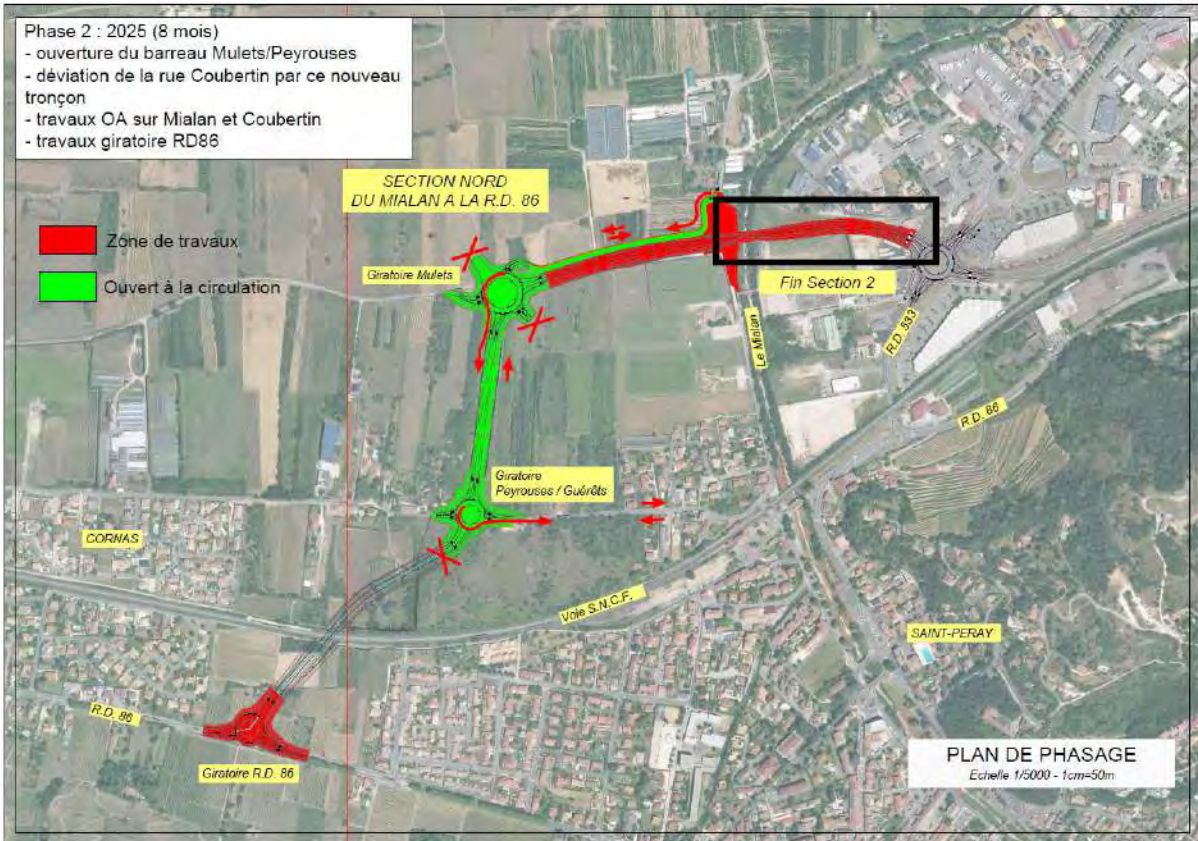 Phase 2 : 2025 (8 mois)
- ouverture du barreau Mulets/Peyrouses
- déviation de la rue Coubertin par ce nouveau
tronçon
- travaux OA sur Mialan et Coubertin
- travaux giratoire RD86
SECTION NORD
DU MIALAN A LA R.D. 86
Zone de travaux
Ouvert à la circulation
Giratoire Mulets
Fin Section 2
Le Mialan
R.D. 533
R.D. 86
Giratoire
Peyrouses / Guérêts
CORNAS
Voie S.N.C.F.
SAINT-PERAY
R.D. 86
Giratoire R.D. 86
PLAN DE PHASAGE
Echelle 1/5000 - 1cm=50m